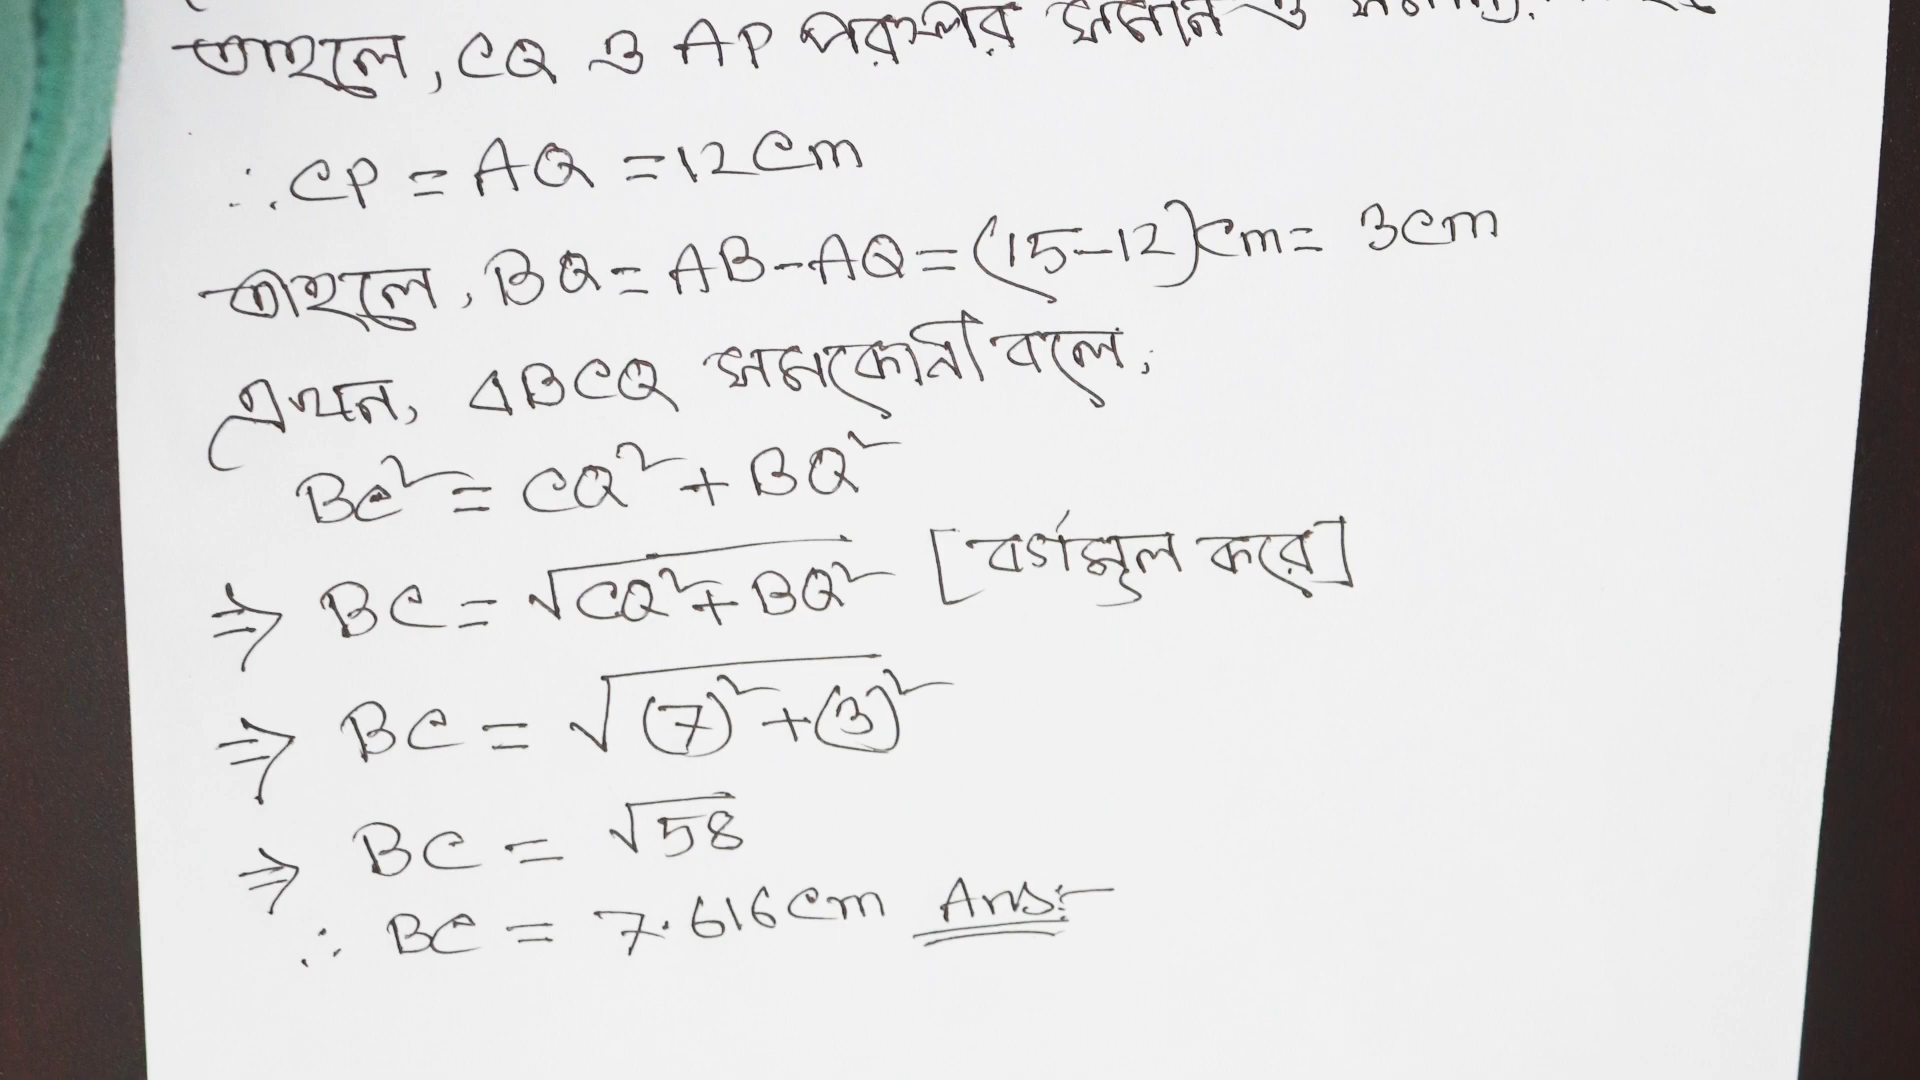 তাহলে, CQ ও AP পরস্পর সমান ও
∴ CP = AQ = 12 cm
তাহলে, BQ = AB - AQ = (15-12) cm = 3 cm
এখন, ΔBCQ সমকোনী বলে,
BC² = CQ² + BQ²
⇒ BC = √CQ² + BQ² [বর্গমূল করে]
⇒ BC = √(7)² + (3)²
⇒ BC = √58
∴ BC = 7.616 cm Ans:-